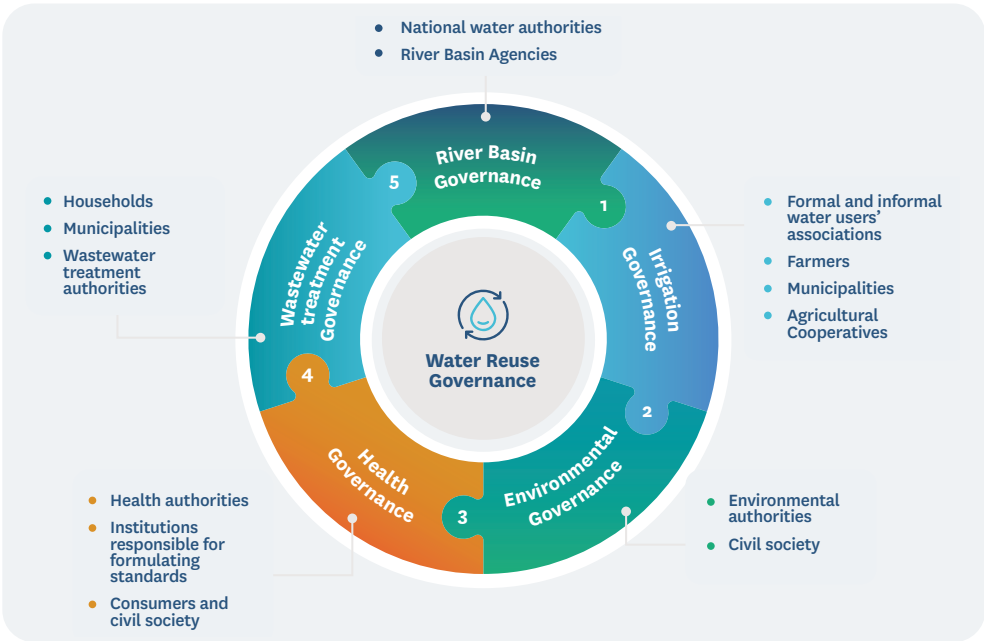 National water authorities
River Basin Agencies
River Basin
Governance
1
Formal and informal
water users’
associations
Farmers
Municipalities
Agricultural
Cooperatives
Irrigation
Governance
2
Environmental
Governance
Environmental
authorities
Civil society
3
Health
Governance
Health authorities
Institutions
responsible for
formulating
standards
Consumers and
civil society
4
Wastewater
treatment
Governance
Households
Municipalities
Wastewater
treatment
authorities
5
Water Reuse
Governance